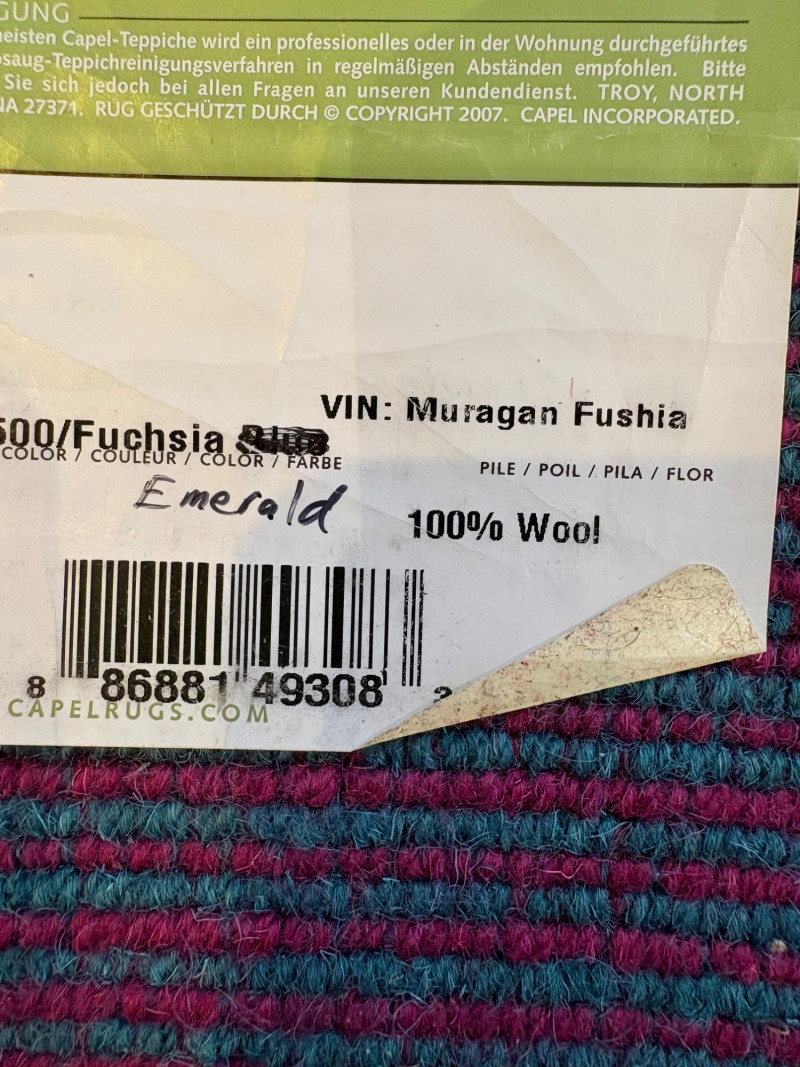 GUNG
eisten Capel-Teppiche wird ein professionelles oder in der Wohnung durchgeführtes
saug-Teppichreinigungsverfahren in regelmäßigen Abständen empfohlen. Bitte
Sie sich jedoch bei allen Fragen an unseren Kundendienst. TROY, NORTH
NA 27371. RUG GESCHÜTZT DURCH © COPYRIGHT 2007. CAPEL INCORPORATED.
VIN: Muragan Fushia
500/Fuchsia Blue
COLOR / COULEUR / COLOR / FARBE
PILE / POIL / PILA / FLOR
Emerald
100% Wool
8 86881 49308 3
CAPELRUGS.COM